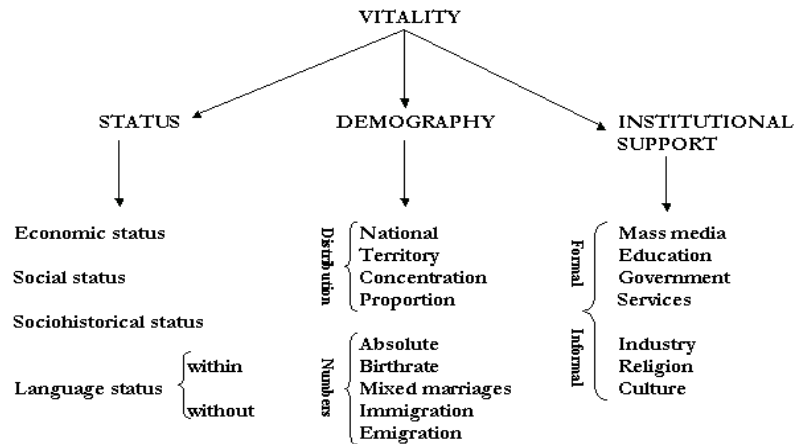 VITALITY
STATUS
DEMOGRAPHY
INSTITUTIONAL
SUPPORT
Economic status
Social status
Sociohistorical status
Language status
within
without
Distribution
National
Territory
Concentration
Proportion
Numbers
Absolute
Birthrate
Mixed marriages
Immigration
Emigration
Formal
Mass media
Education
Government
Services
Informal
Industry
Religion
Culture